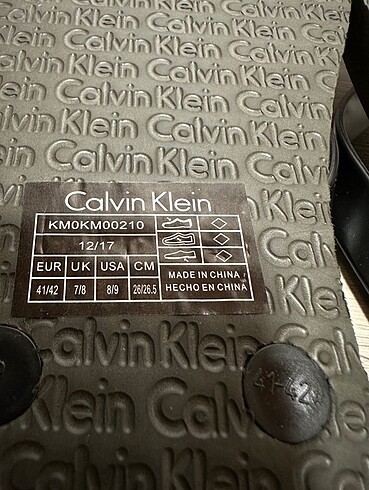 Calvin Klein
Calvin Klein
Calvin Klein
Calvin Klein
Calvin Klein
Calvin Klein
KM0KM00210
12/17
EUR UK USA CM
41/42 7/8 8/9 26/26.5
MADE IN CHINA
HECHO EN CHINA
Calvin Klein
Klein Calvin
Calvin Klein
41-42